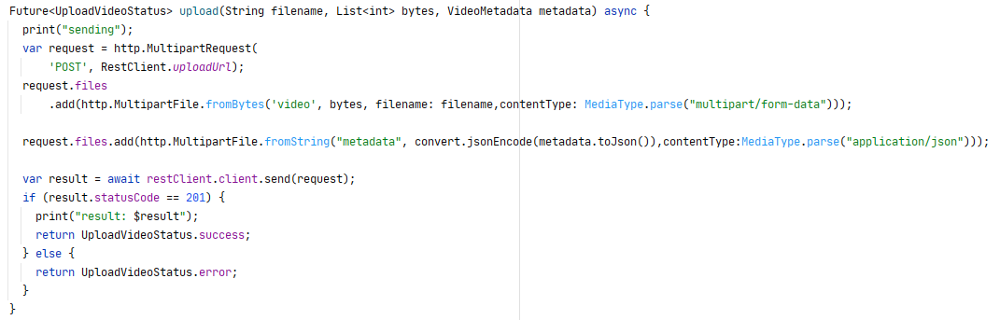 Future<UploadVideoStatus> upload(String filename, List<int> bytes, VideoMetadata metadata) async {
print("sending");
var request = http.MultipartRequest(
'POST', RestClient.uploadUrl);
request.files
.add(http.MultipartFile.fromBytes('video', bytes, filename: filename,contentType: MediaType.parse("multipart/form-data")));
request.files.add(http.MultipartFile.fromString("metadata", convert.jsonEncode(metadata.toJson()),contentType:MediaType.parse("application/json")));
var result = await restClient.client.send(request);
if (result.statusCode == 201) {
print("result: $result");
return UploadVideoStatus.success;
} else {
return UploadVideoStatus.error;
}
}